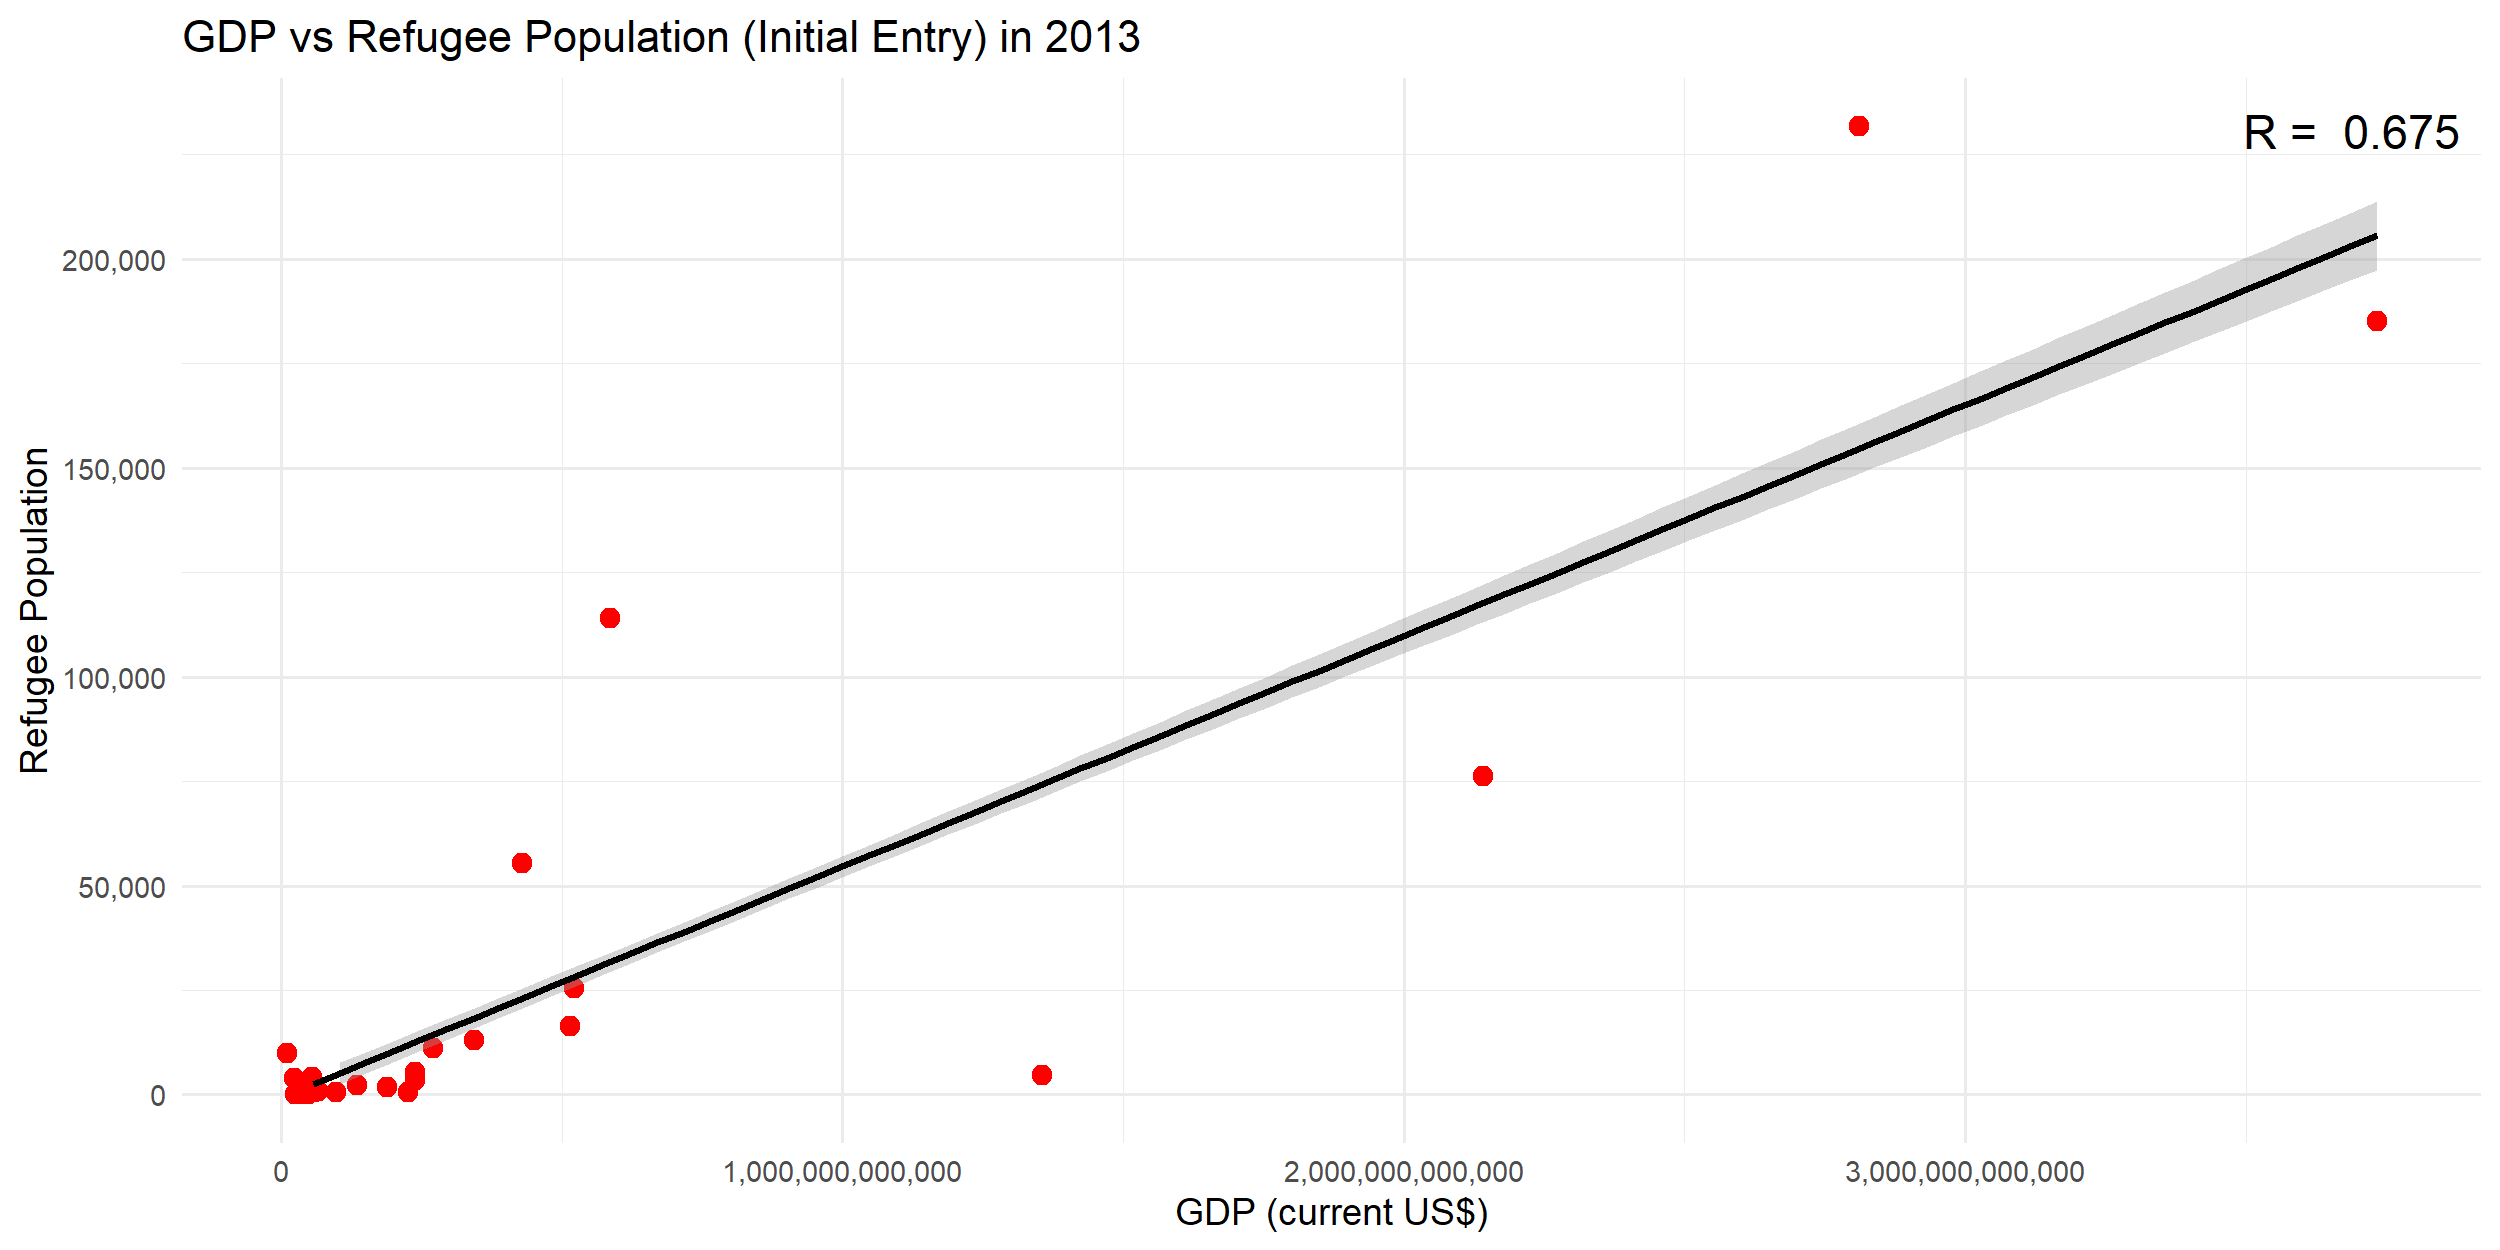 GDP vs Refugee Population (Initial Entry) in 2013
R = 0.675
Refugee Population
200,000
150,000
100,000
50,000
0
0
1,000,000,000,000
2,000,000,000,000
3,000,000,000,000
GDP (current US$)